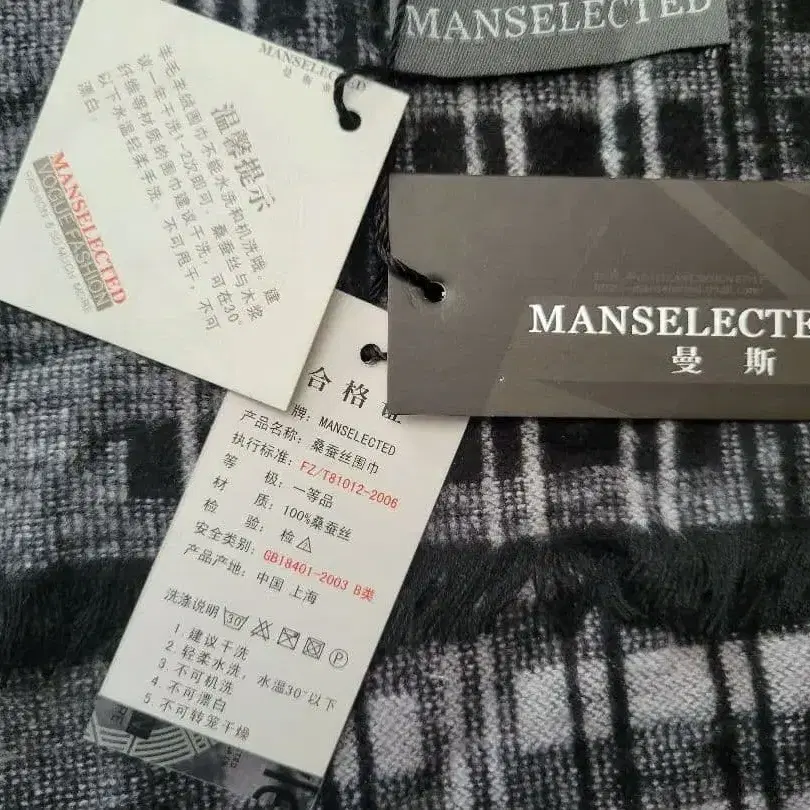 MANSELECTED
MANSELECTED
曼 斯
温馨提示
羊毛羊绒围巾不能水洗和机洗哦,建
议一年干洗1-2次即可,蚕丝与木浆
纤维等材质的围巾建议干洗,可在30°
以下水温轻柔手洗,不可甩干,不可
漂白.
MANSELECTED
VOGUE FASHION
MANSELECTE
曼 斯
合格证
牌: MANSELECTED
产品名称: 桑蚕丝围巾
执行标准: FZ/T81012-2006
等 级: 一等品
材 质: 100%桑蚕丝
检 验: 检
安全类别: GB18401-2003 B类
产品产地: 中国 上海
洗涤说明 30 P
1 建议干洗
2 轻柔水洗, 水温30°以下
3 不可机洗
4 不可漂白
5 不可转笼干燥